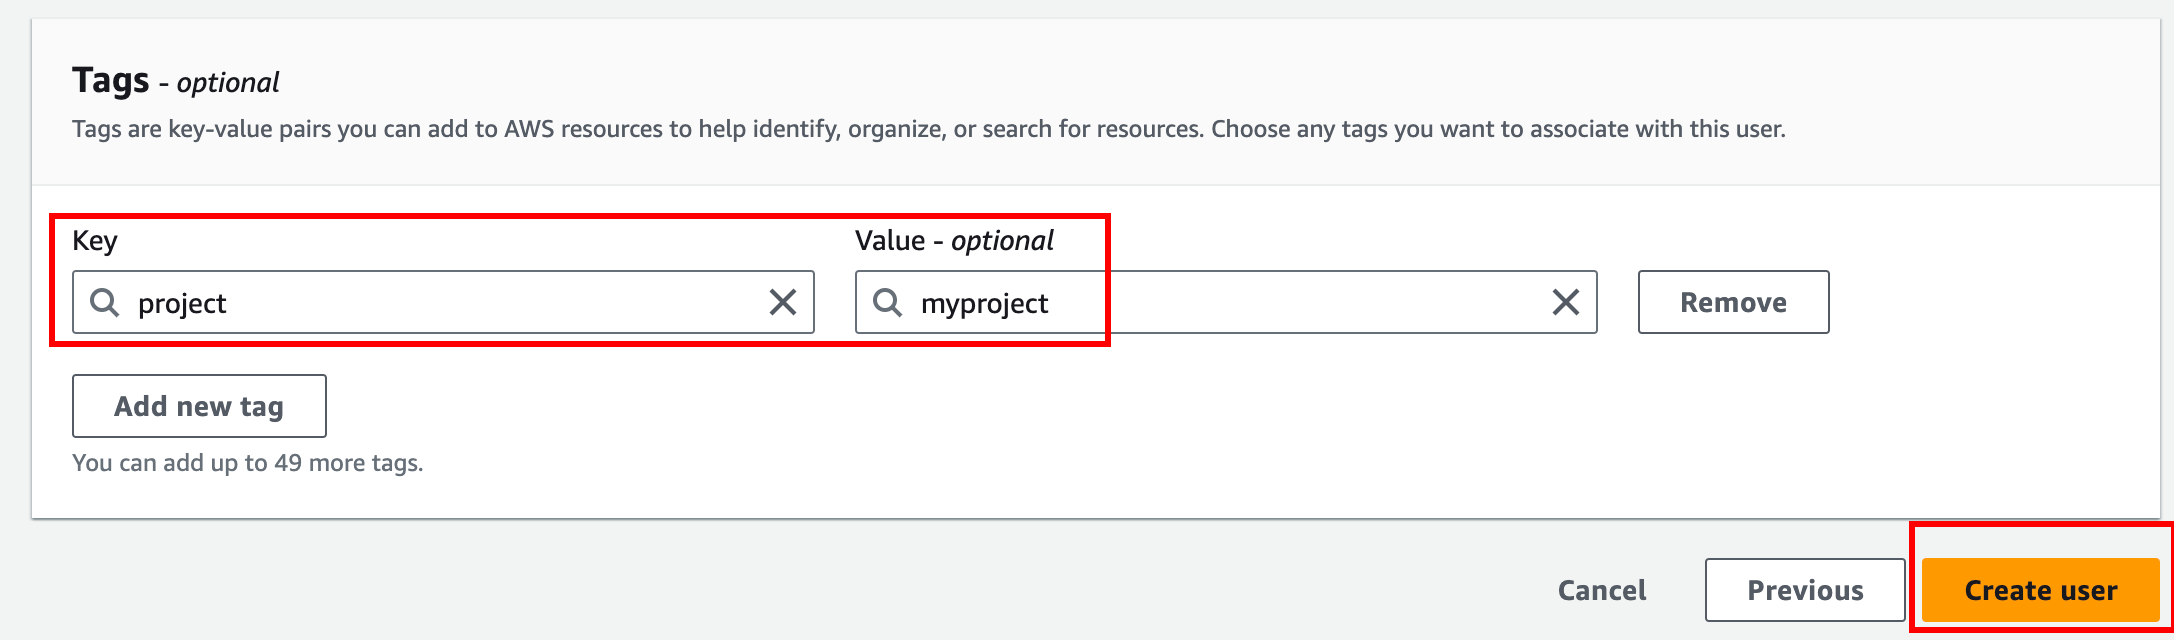 Tags - optional
Tags are key-value pairs you can add to AWS resources to help identify, organize, or search for resources. Choose any tags you want to associate with this user.
Key Value - optional
project myproject Remove
Add new tag
You can add up to 49 more tags.
Cancel Previous Create user